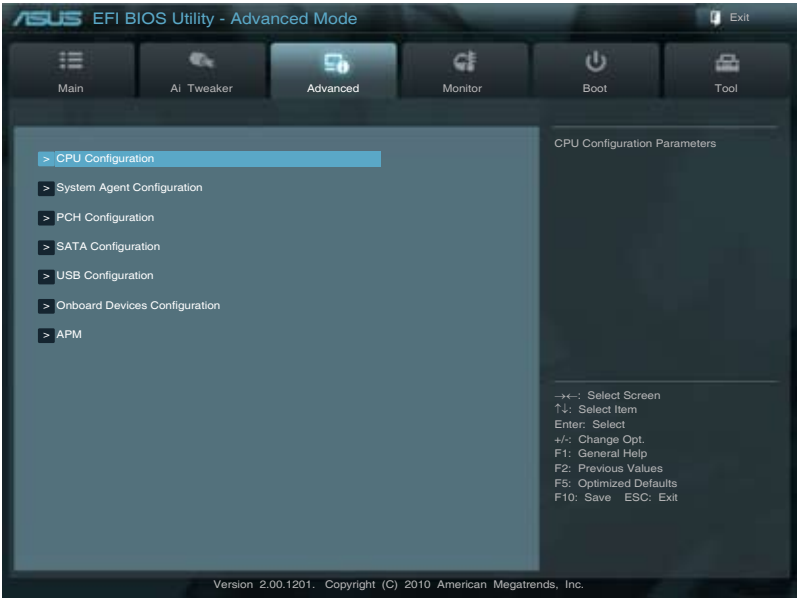 ASUS EFI BIOS Utility - Advanced Mode
Exit
Main
Ai Tweaker
Advanced
Monitor
Boot
Tool
> CPU Configuration
> System Agent Configuration
> PCH Configuration
> SATA Configuration
> USB Configuration
> Onboard Devices Configuration
> APM
CPU Configuration Parameters
→←: Select Screen
↑↓: Select Item
Enter: Select
+/-: Change Opt.
F1: General Help
F2: Previous Values
F5: Optimized Defaults
F10: Save ESC: Exit
Version 2.00.1201. Copyright (C) 2010 American Megatrends, Inc.